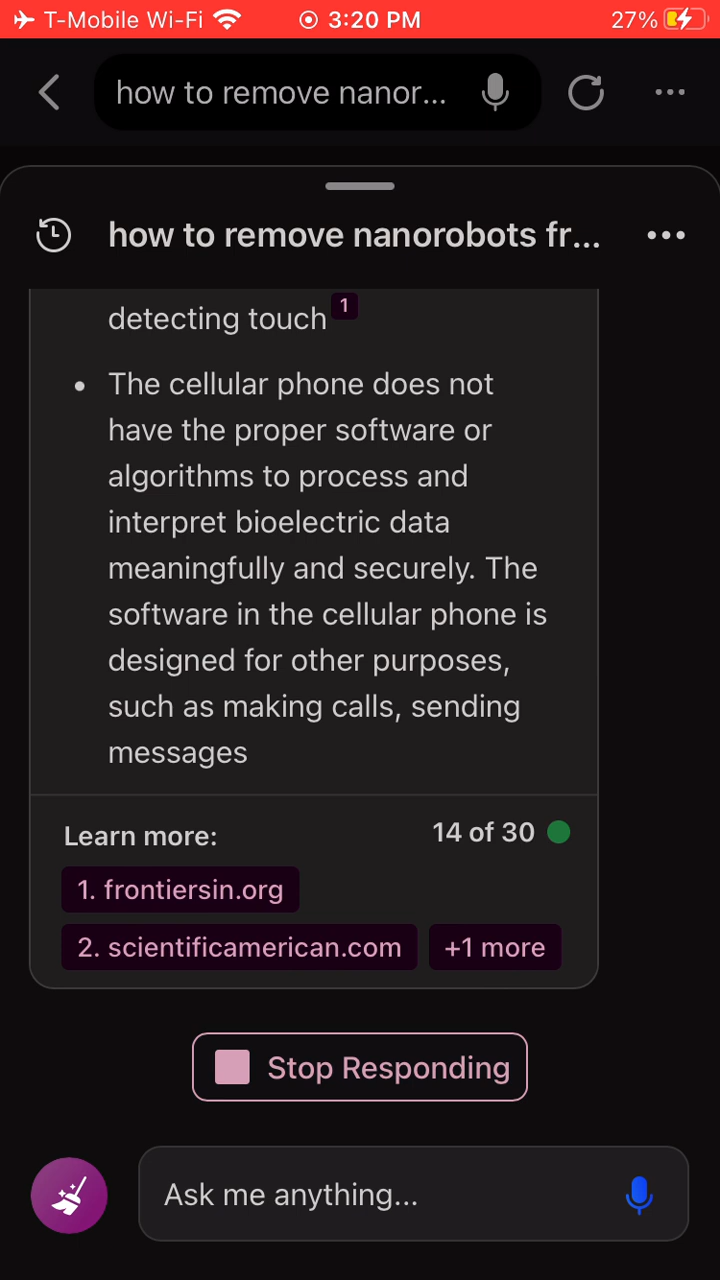 T-Mobile Wi-Fi 3:20 PM 27%
how to remove nanor...
how to remove nanorobots fr...
detecting touch 1
• The cellular phone does not
have the proper software or
algorithms to process and
interpret bioelectric data
meaningfully and securely. The
software in the cellular phone is
designed for other purposes,
such as making calls, sending
messages
Learn more: 14 of 30
1. frontiersin.org
2. scientificamerican.com +1 more
Stop Responding
Ask me anything...